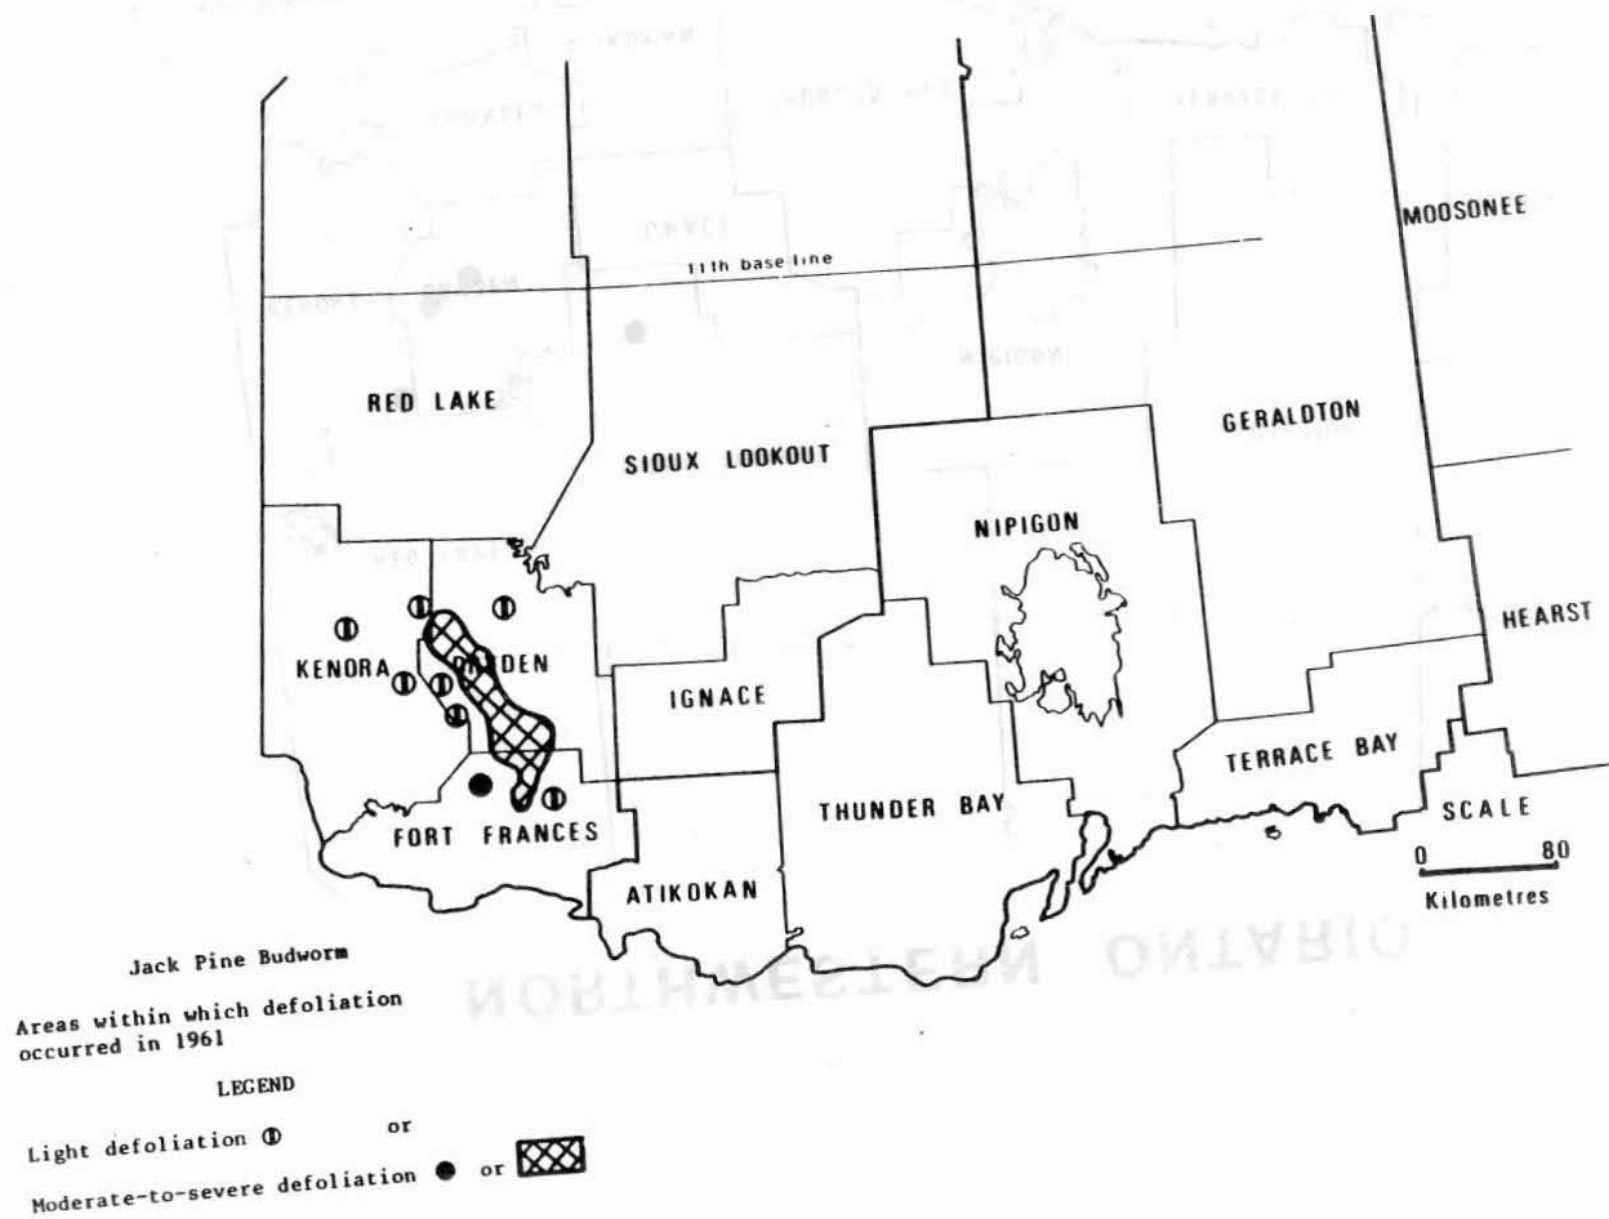 MOOSONEE
11th base line
RED LAKE
SIOUX LOOKOUT
GERALDTON
NIPIGON
HEARST
KENORA
DRYDEN
IGNACE
TERRACE BAY
THUNDER BAY
SCALE
FORT FRANCES
0 80
ATIKOKAN
Kilometres
NORTHWESTERN ONTARIO
Jack Pine Budworm
Areas within which defoliation
occurred in 1961
LEGEND
Light defoliation or
Moderate-to-severe defoliation or